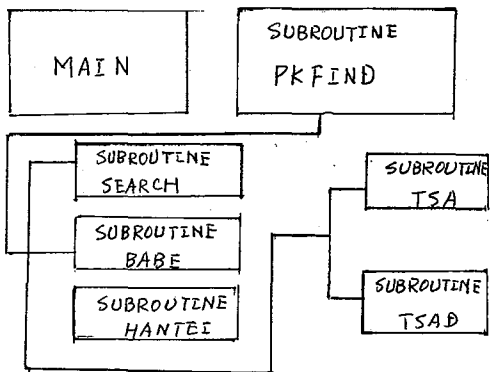 MAIN
SUBROUTINE
PKFIND
SUBROUTINE
SEARCH
SUBROUTINE
BABE
SUBROUTINE
HANTEI
SUBROUTINE
TSA
SUBROUTINE
TSAD